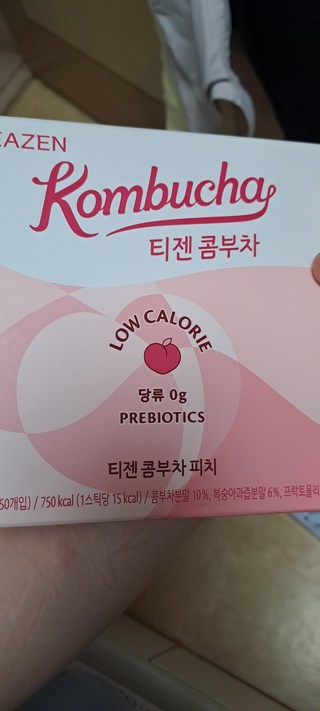 EAZEN
Kombucha
티젠 콤부차
LOW CALORIE
당류 0g
PREBIOTICS
티젠 콤부차 피치
50개입) / 750 kcal (1스틱당 15 kcal) / 콤부차분말 10%, 복숭아과즙분말 6%, 프락토올리